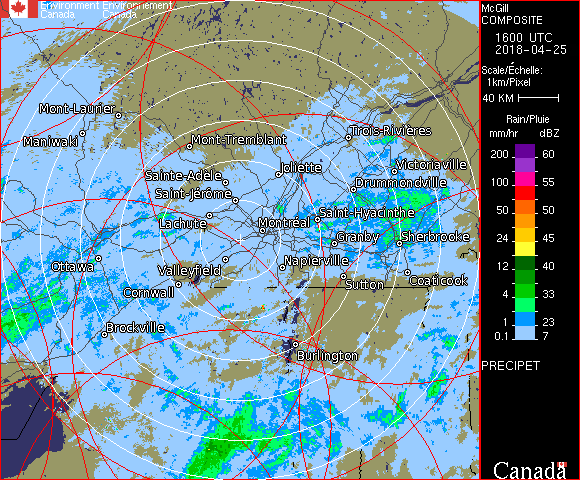 Environment Environnement
Canada Canada
McGill
COMPOSITE
1600 UTC
2018-04-25
Scale/Échelle:
1km/Pixel
40 KM
Rain/Pluie
mm/hr dBZ
200 60
100 55
50 50
24 45
12 40
4 33
1 23
0.1 7
PRECIPET
Canada
Mont-Laurier
Maniwaki
Mont-Tremblant
Trois-Rivières
Joliette
Victoriaville
Sainte-Adèle
Drummondville
Saint-Jérôme
Saint-Hyacinthe
Lachute
Montréal
Granby
Sherbrooke
Ottawa
Valleyfield
Napierville
Cornwall
Sutton
Coaticook
Brockville
Burlington